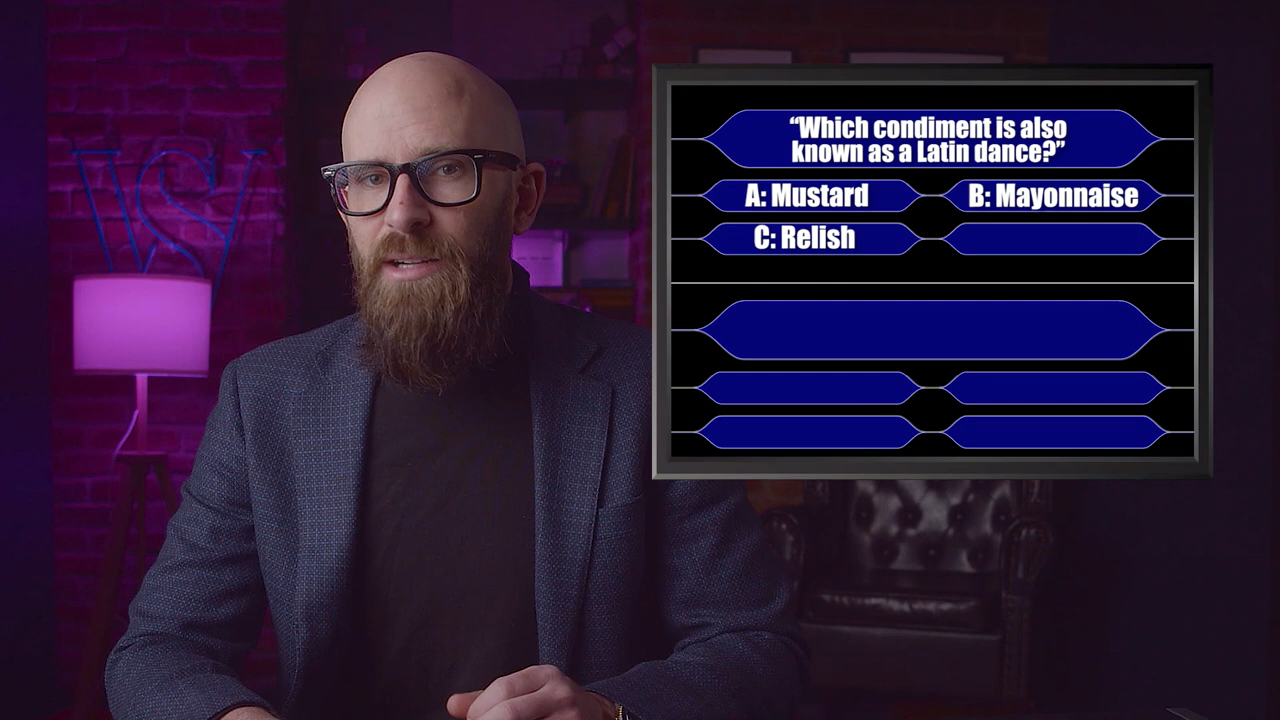 “Which condiment is also
known as a Latin dance?”
A: Mustard
B: Mayonnaise
C: Relish